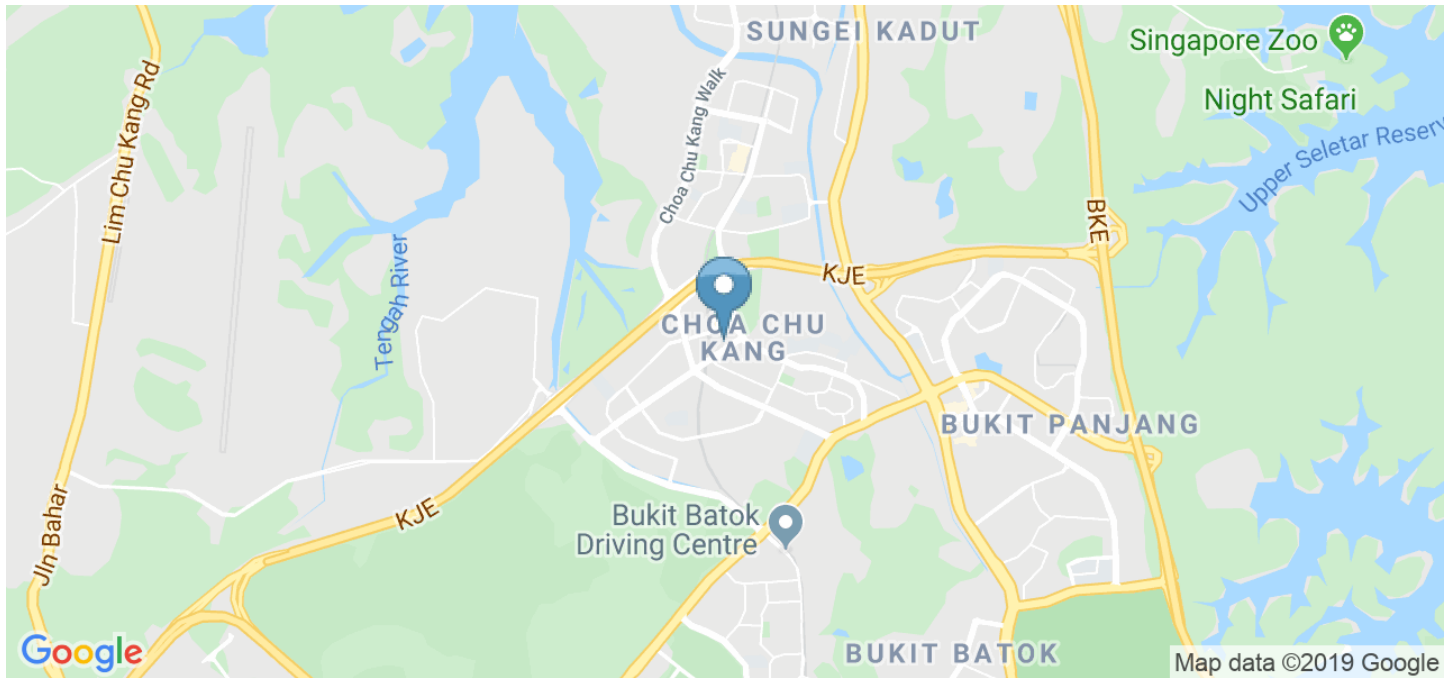 SUNGEI KADUT
Singapore Zoo
Night Safari
Choa Chu Kang Walk
Lim Chu Kang Rd
Upper Seletar Reserv
BKE
Tengah River
KJE
CHOA CHU
KANG
BUKIT PANJANG
KJE
Bukit Batok
Driving Centre
Jln Bahar
BUKIT BATOK
Google
Map data ©2019 Google